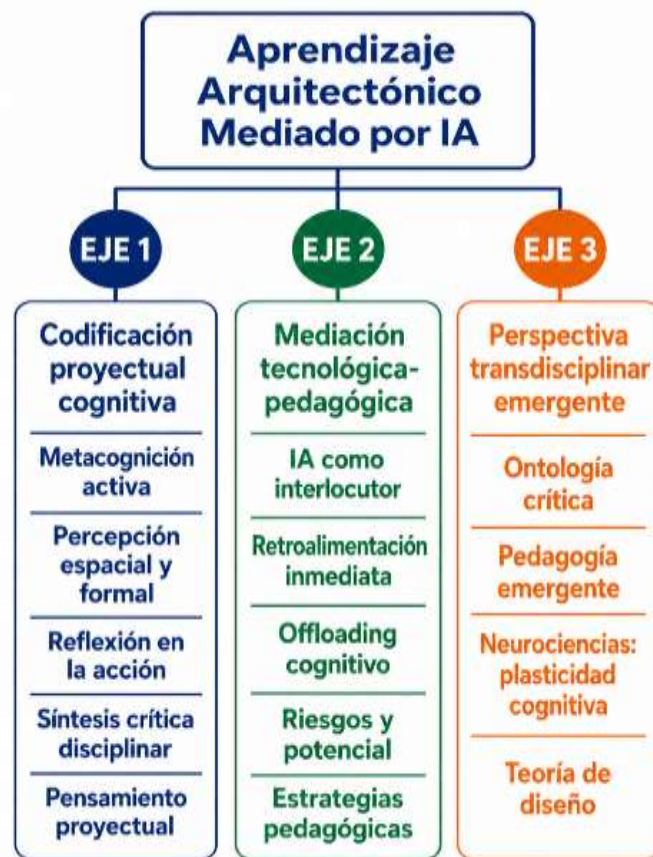 Aprendizaje
Arquitectónico
Mediado por IA
EJE 1
Codificación
proyectual
cognitiva
Metacognición
activa
Percepción
espacial y
formal
Reflexión en
la acción
Síntesis crítica
disciplinar
Pensamiento
proyectual
EJE 2
Mediación
tecnológica-
pedagógica
IA como
interlocutor
Retroalimentación
inmediata
Offloading
cognitivo
Riesgos y
potencial
Estrategias
pedagógicas
EJE 3
Perspectiva
transdisciplinar
emergente
Ontología
crítica
Pedagogía
emergente
Neurociencias:
plasticidad
cognitiva
Teoría de
diseño